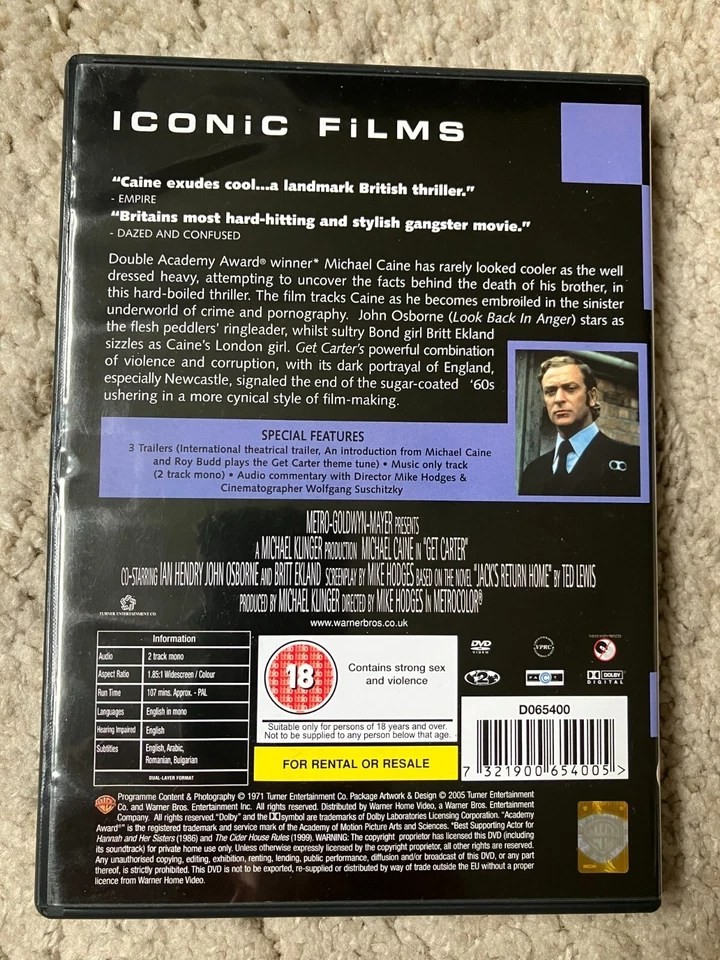 ICONiC FiLMS
“Caine exudes cool...a landmark British thriller.”
- EMPIRE
“Britains most hard-hitting and stylish gangster movie.”
- DAZED AND CONFUSED
Double Academy Award® winner* Michael Caine has rarely looked cooler as the well
dressed heavy, attempting to uncover the facts behind the death of his brother, in
this hard-boiled thriller. The film tracks Caine as he becomes embroiled in the sinister
underworld of crime and pornography. John Osborne (Look Back In Anger) stars as
the flesh peddlers' ringleader, whilst sultry Bond girl Britt Ekland
sizzles as Caine's London girl. Get Carter's powerful combination
of violence and corruption, with its dark portrayal of England,
especially Newcastle, signaled the end of the sugar-coated '60s
ushering in a more cynical style of film-making.
SPECIAL FEATURES
3 Trailers (International theatrical trailer, An introduction from Michael Caine
and Roy Budd plays the Get Carter theme tune) • Music only track
(2 track mono) • Audio commentary with Director Mike Hodges &
Cinematographer Wolfgang Suschitzky
METRO-GOLDWYN-MAYER PRESENTS
A MICHAEL KLINGER PRODUCTION MICHAEL CAINE IN "GET CARTER"
CO-STARRING IAN HENDRY JOHN OSBORNE AND BRITT EKLAND SCREENPLAY BY MIKE HODGES BASED ON THE NOVEL "JACK'S RETURN HOME" BY TED LEWIS
PRODUCED BY MICHAEL KLINGER DIRECTED BY MIKE HODGES IN METROCOLOR®
TURNER ENTERTAINMENT CO.
www.warnerbros.co.uk
Information
Audio 2 track mono
Aspect Ratio 1.85:1 Widescreen / Colour
Run Time 107 mins. Approx. - PAL
Languages English in mono
Hearing Impaired English
Subtitles English, Arabic,
Romanian, Bulgarian
DUAL-LAYER FORMAT
18
Contains strong sex
and violence
Suitable only for persons of 18 years and over.
Not to be supplied to any person below that age.
FOR RENTAL OR RESALE
DVD
VIDEO
VPRC
2
FACT
DOLBY
DIGITAL
D065400
7 321900 654005 >
Programme Content & Photography © 1971 Turner Entertainment Co. Package Artwork & Design © 2005 Turner Entertainment
Co. and Warner Bros. Entertainment Inc. All rights reserved. Distributed by Warner Home Video, a Warner Bros. Entertainment
Company. All rights reserved. "Dolby" and the symbol are trademarks of Dolby Laboratories Licensing Corporation. "Academy
Award®" is the registered trademark and service mark of the Academy of Motion Picture Arts and Sciences. *Best Supporting Actor for
Hannah and Her Sisters (1986) and The Cider House Rules (1999). WARNING: The copyright proprietor has licensed this DVD (including
its soundtrack) for private home use only. Unless otherwise expressly licensed by the copyright proprietor, all other rights are reserved.
Any unauthorised copying, editing, exhibition, renting, lending, public performance, diffusion and/or broadcast of this DVD, or any part
thereof, is strictly prohibited. This DVD is not to be exported, re-supplied or distributed by way of trade outside the EU without a proper
licence from Warner Home Video.